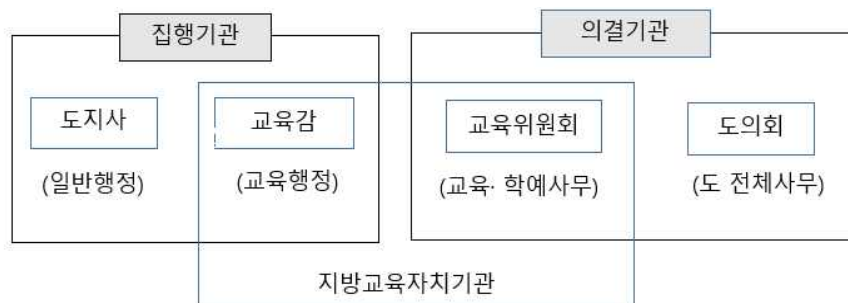 집행기관
의결기관
도지사
교육감
교육위원회
도의회
(일반행정)
(교육행정)
(교육· 학예사무)
(도 전체사무)
지방교육자치기관